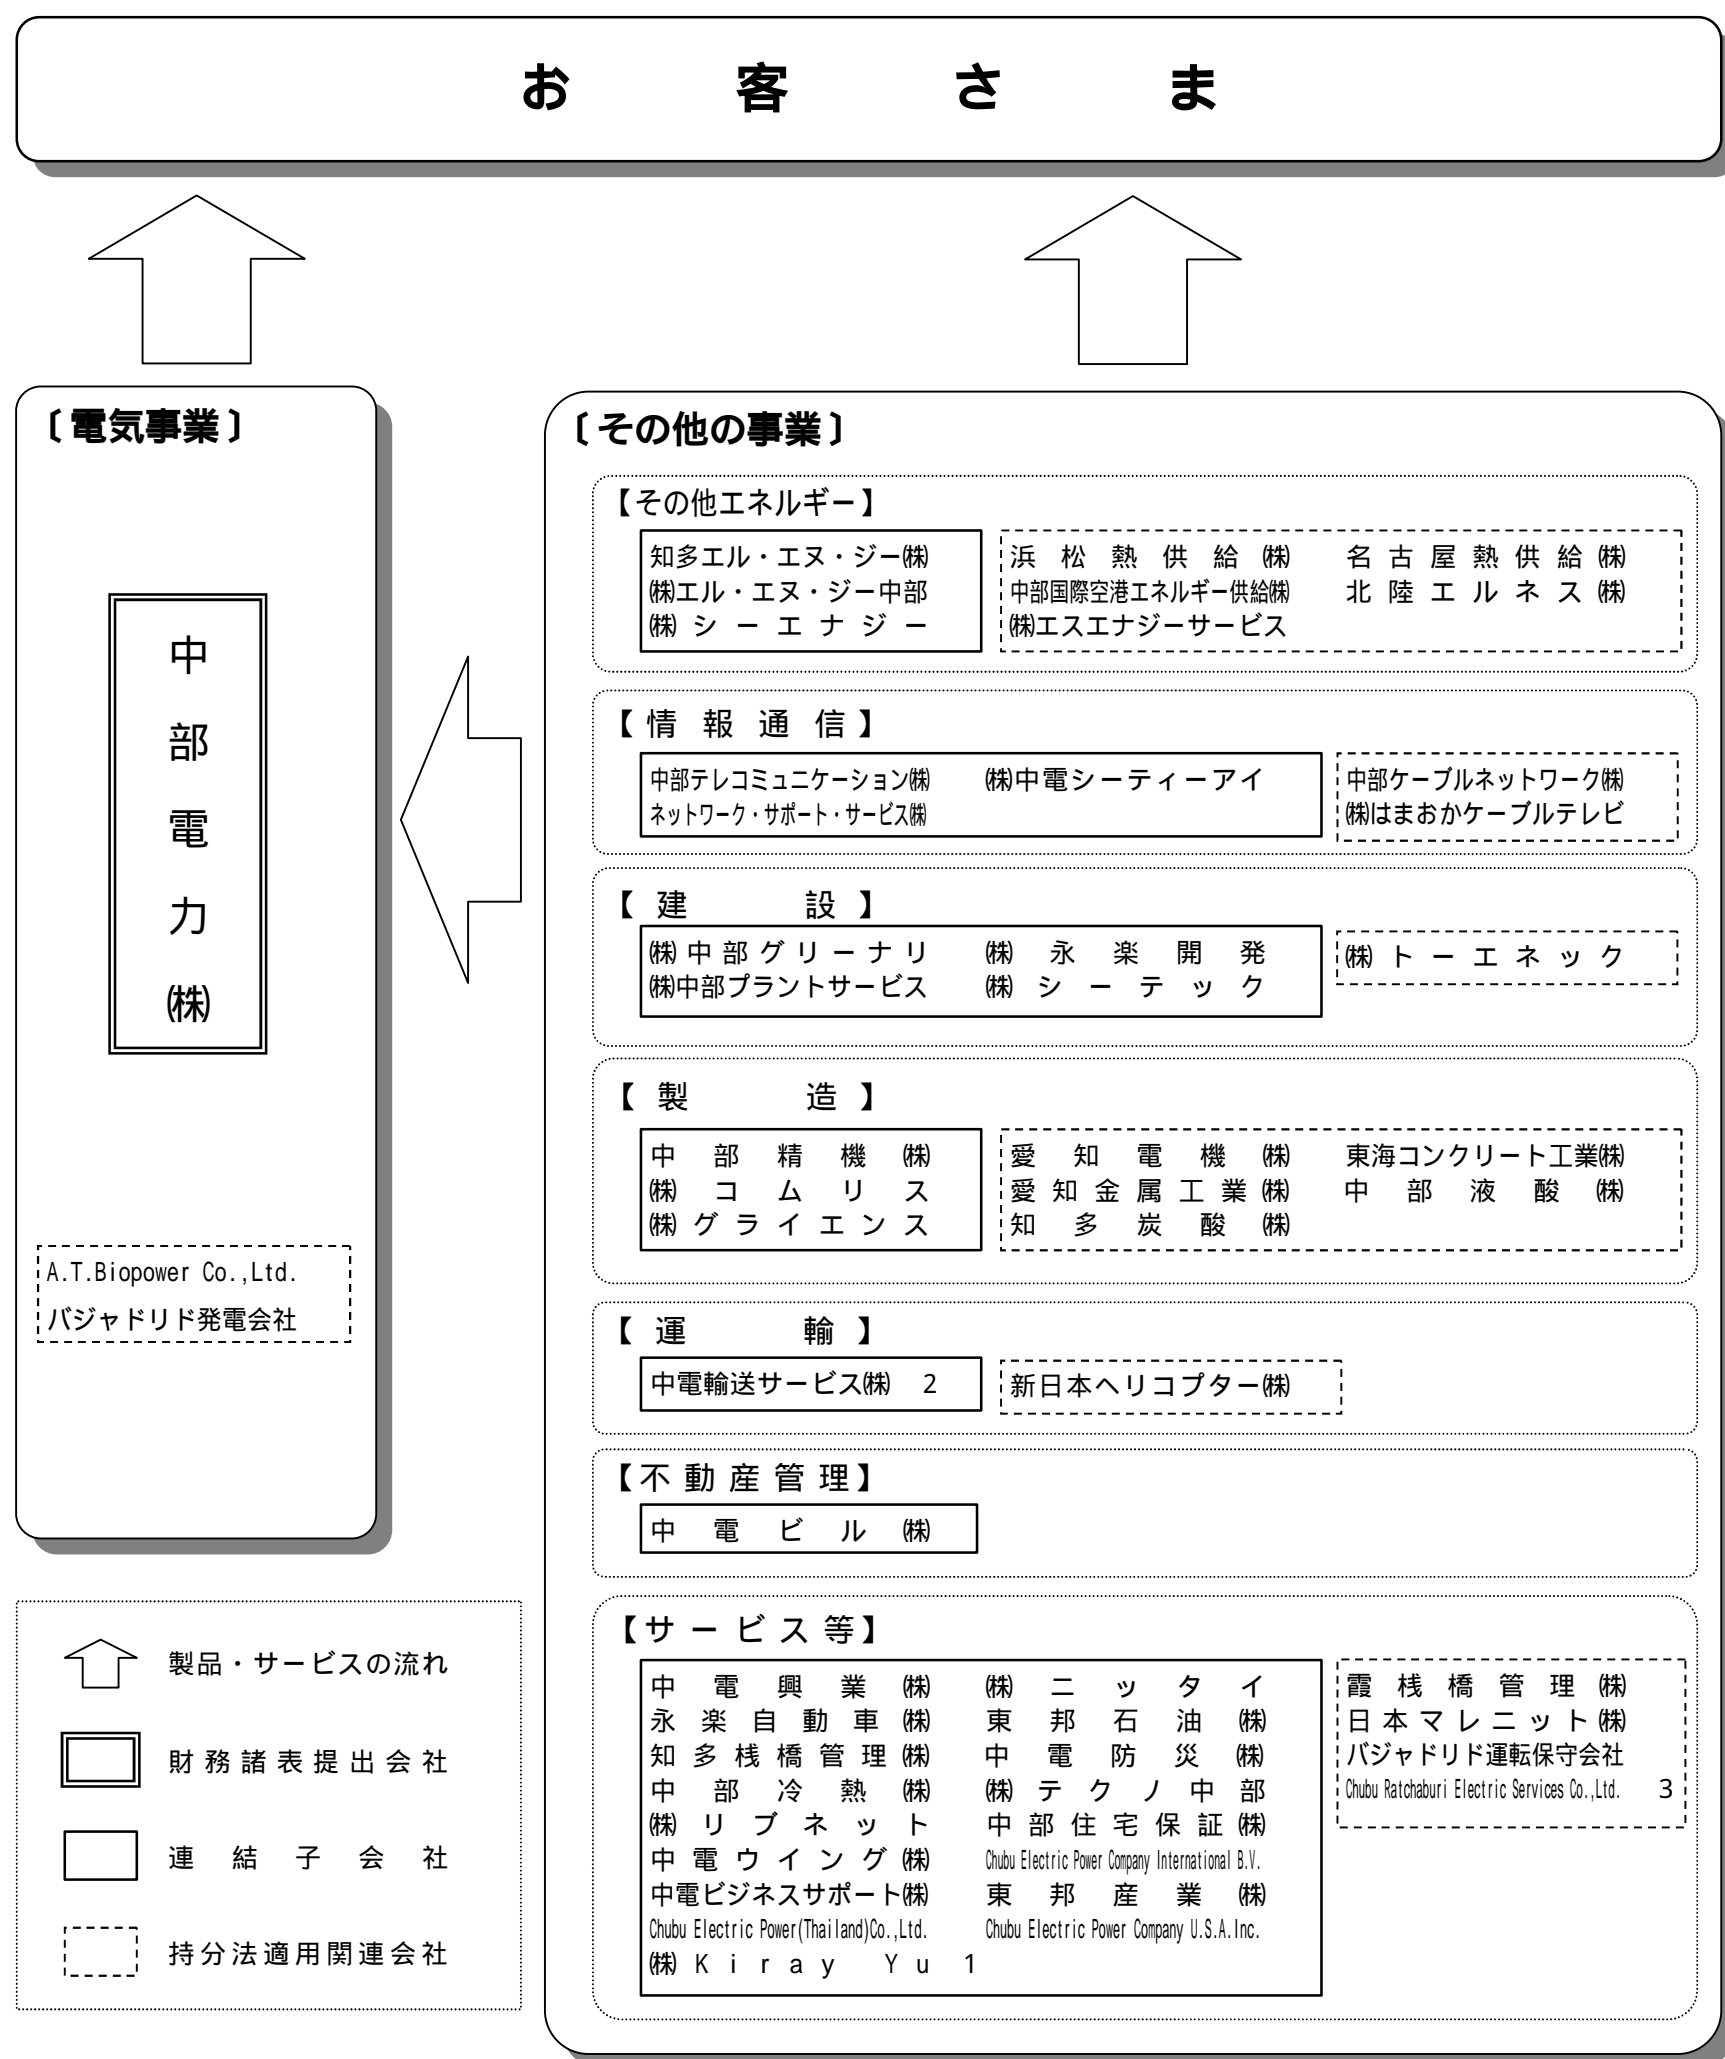 お客さま
〔電気事業〕
中部電力㈱
A.T.Biopower Co.,Ltd.
バジャドリド発電会社
〔その他の事業〕
【その他エネルギー】
知多エル・エヌ・ジー㈱
㈱エル・エヌ・ジー中部
㈱シーエナジー
浜松熱供給㈱ 名古屋熱供給㈱
中部国際空港エネルギー供給㈱ 北陸エルネス㈱
㈱エスエナジーサービス
【情報通信】
中部テレコミュニケーション㈱ ㈱中電シーティーアイ
ネットワーク・サポート・サービス㈱
中部ケーブルネットワーク㈱
㈱はまおかケーブルテレビ
【建設】
㈱中部グリーナリ ㈱永楽開発
㈱中部プラントサービス ㈱シーテック
㈱トーエネック
【製造】
中部精機㈱
㈱コムリス
㈱グライエンス
愛知電機㈱ 東海コンクリート工業㈱
愛知金属工業㈱ 中部液酸㈱
知多炭酸㈱
【運輸】
中電輸送サービス㈱ 2
新日本ヘリコプター㈱
【不動産管理】
中電ビル㈱
【サービス等】
中電興業㈱ ㈱ニッタイ
永楽自動車㈱ 東邦石油㈱
知多桟橋管理㈱ 中電防災㈱
中部冷熱㈱ ㈱テクノ中部
㈱リブネット 中部住宅保証㈱
中電ウイング㈱ Chubu Electric Power Company International B.V.
中電ビジネスサポート㈱ 東邦産業㈱
Chubu Electric Power(Thailand)Co.,Ltd. Chubu Electric Power Company U.S.A.Inc.
㈱Kiray Yu 1
霞桟橋管理㈱
日本マレニット㈱
バジャドリド運転保守会社
Chubu Ratchaburi Electric Services Co.,Ltd. 3
製品・サービスの流れ
財務諸表提出会社
連結子会社
持分法適用関連会社